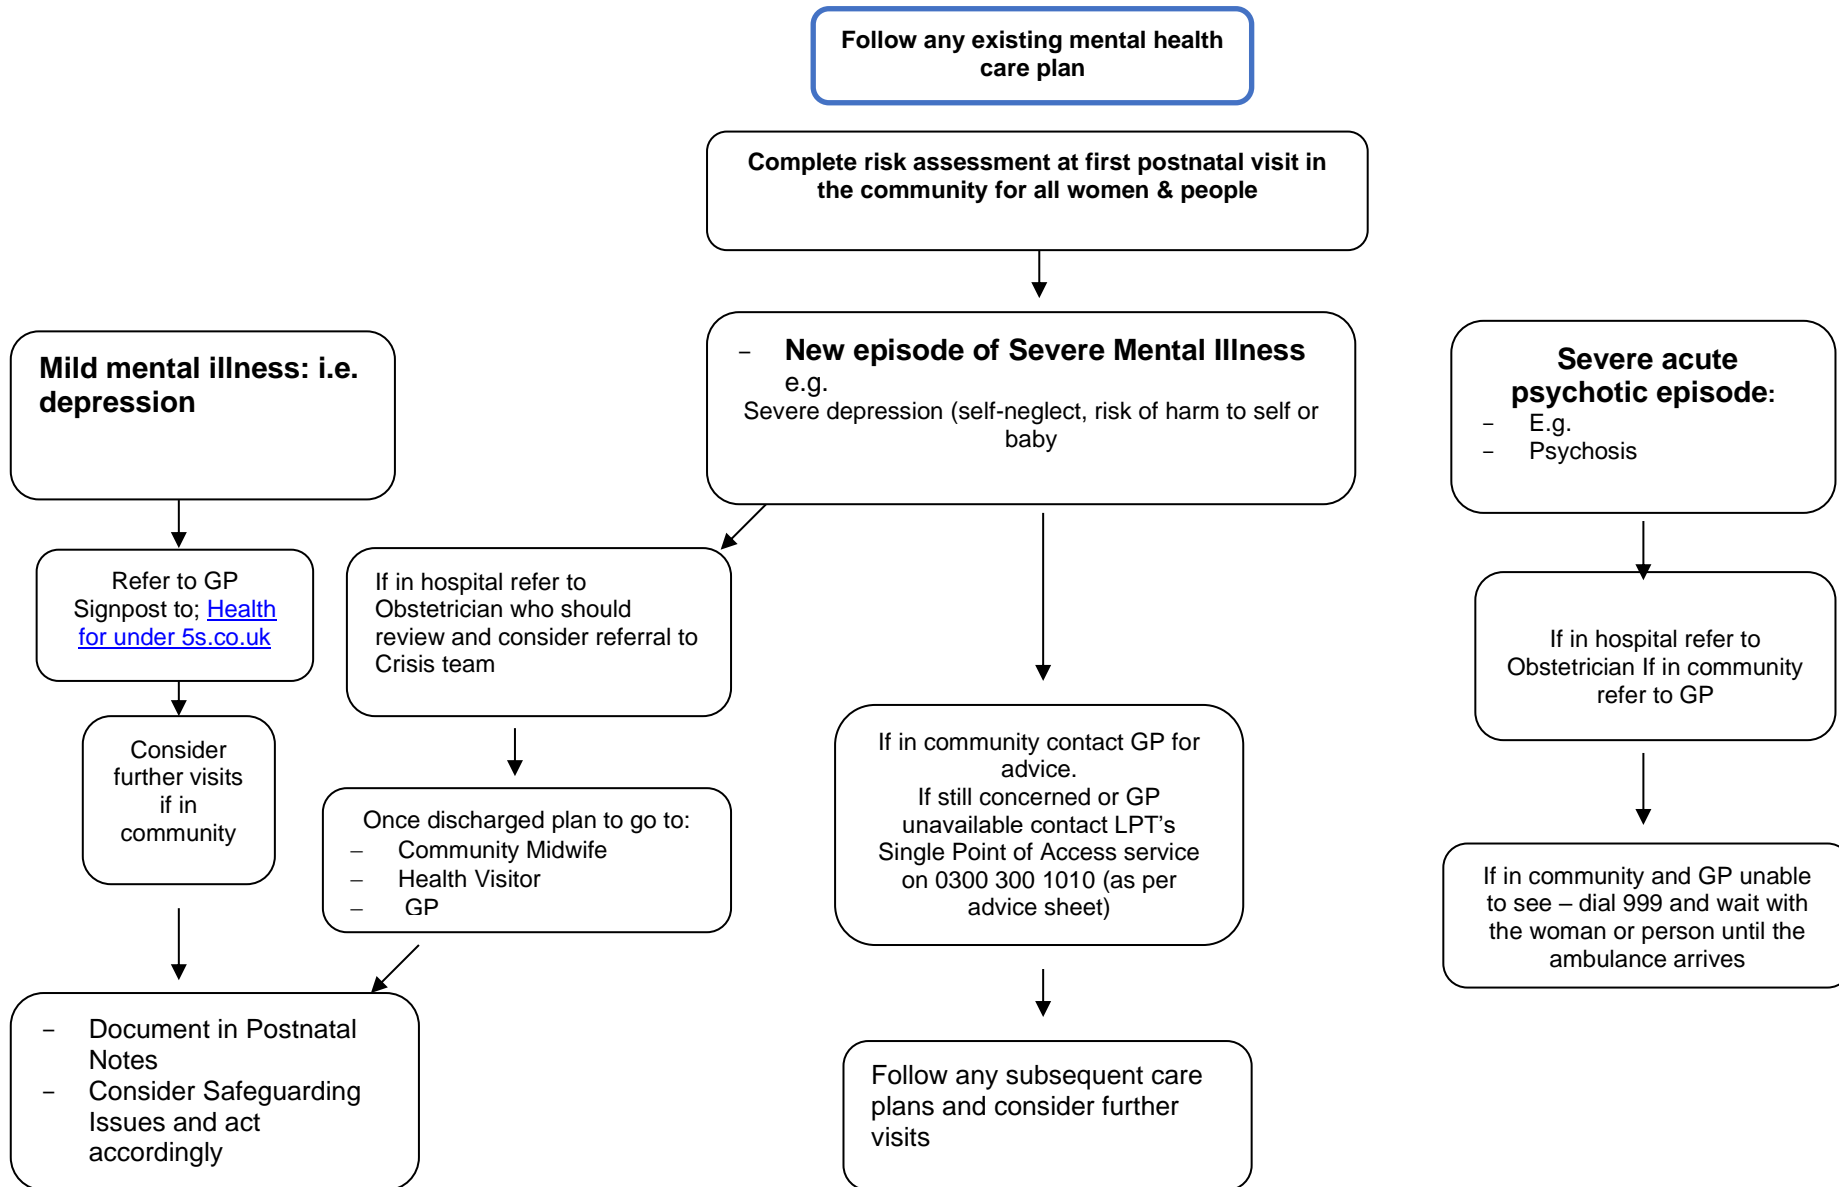 Follow any existing mental health
care plan
Complete risk assessment at first postnatal visit in
the community for all women & people
Mild mental illness: i.e.
depression
– New episode of Severe Mental Illness
e.g.
Severe depression (self-neglect, risk of harm to self or
baby
Severe acute
psychotic episode:
– E.g.
– Psychosis
Refer to GP
Signpost to; Health
for under 5s.co.uk
If in hospital refer to
Obstetrician who should
review and consider referral to
Crisis team
If in hospital refer to
Obstetrician If in community
refer to GP
Consider
further visits
if in
community
Once discharged plan to go to:
– Community Midwife
– Health Visitor
– GP
If in community contact GP for
advice.
If still concerned or GP
unavailable contact LPT’s
Single Point of Access service
on 0300 300 1010 (as per
advice sheet)
If in community and GP unable
to see – dial 999 and wait with
the woman or person until the
ambulance arrives
– Document in Postnatal
Notes
– Consider Safeguarding
Issues and act
accordingly
Follow any subsequent care
plans and consider further
visits